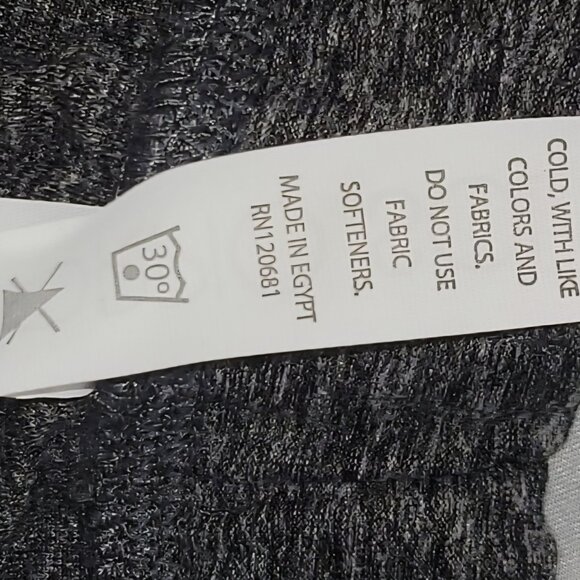 COLD, WITH LIKE
COLORS AND
FABRICS.
DO NOT USE
FABRIC
SOFTENERS.
MADE IN EGYPT
RN120681
30°